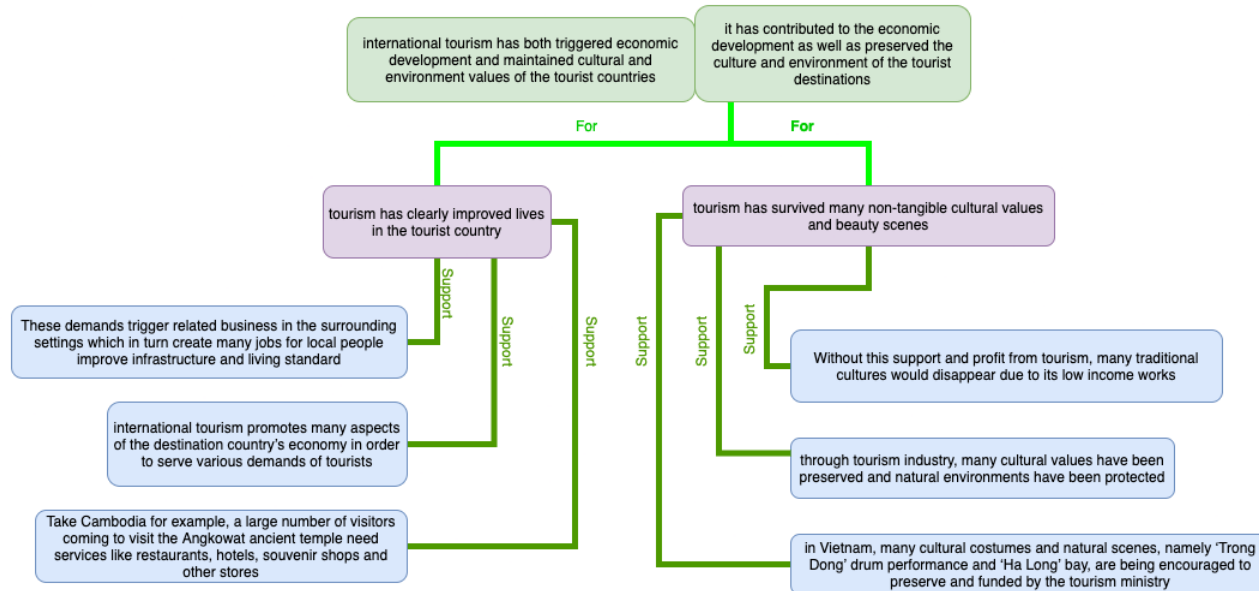 international tourism has both triggered economic
development and maintained cultural and
environment values of the tourist countries
it has contributed to the economic
development as well as preserved the
culture and environment of the tourist
destinations
For
For
tourism has clearly improved lives
in the tourist country
tourism has survived many non-tangible cultural values
and beauty scenes
Support
Support
Support
Support
Support
Support
These demands trigger related business in the surrounding
settings which in turn create many jobs for local people
improve infrastructure and living standard
Without this support and profit from tourism, many traditional
cultures would disappear due to its low income works
international tourism promotes many aspects
of the destination country's economy in order
to serve various demands of tourists
through tourism industry, many cultural values have been
preserved and natural environments have been protected
Take Cambodia for example, a large number of visitors
coming to visit the Angkowat ancient temple need
services like restaurants, hotels, souvenir shops and
other stores
in Vietnam, many cultural costumes and natural scenes, namely 'Trong
Dong' drum performance and 'Ha Long' bay, are being encouraged to
preserve and funded by the tourism ministry